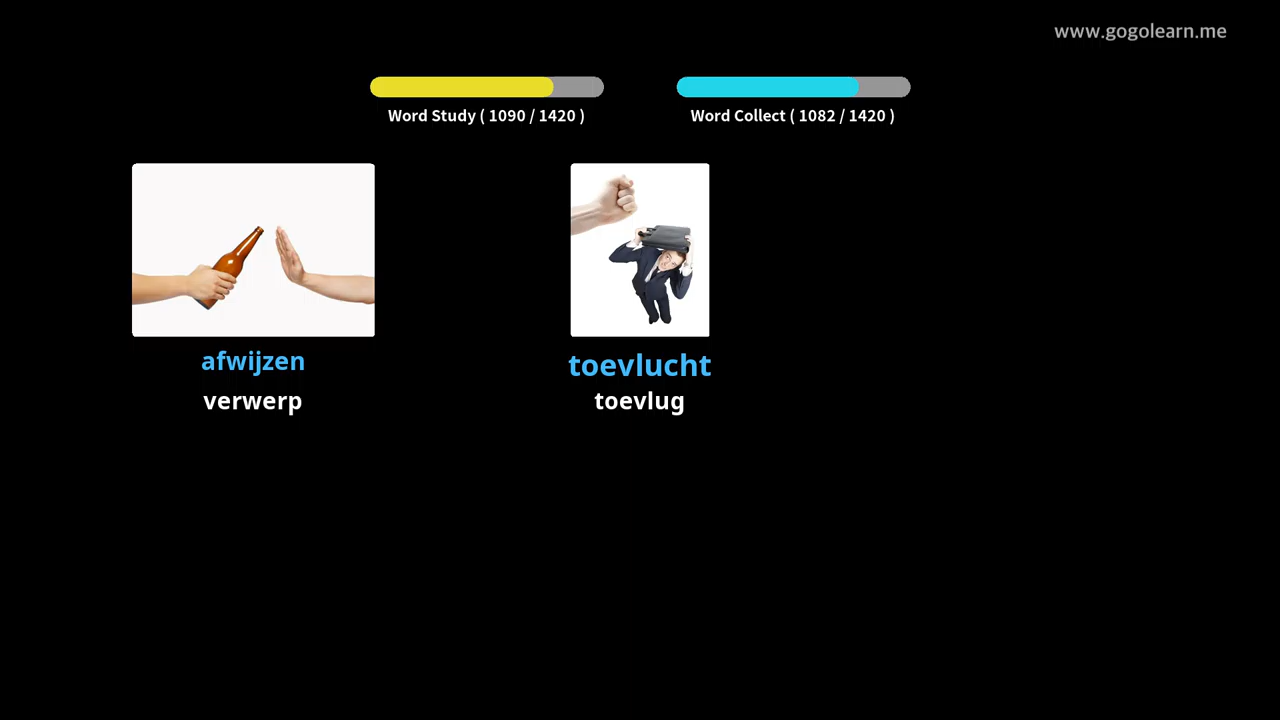 www.gogolearn.me
Word Study ( 1090 / 1420 )
Word Collect ( 1082 / 1420 )
afwijzen
verwerp
toevlucht
toevlug